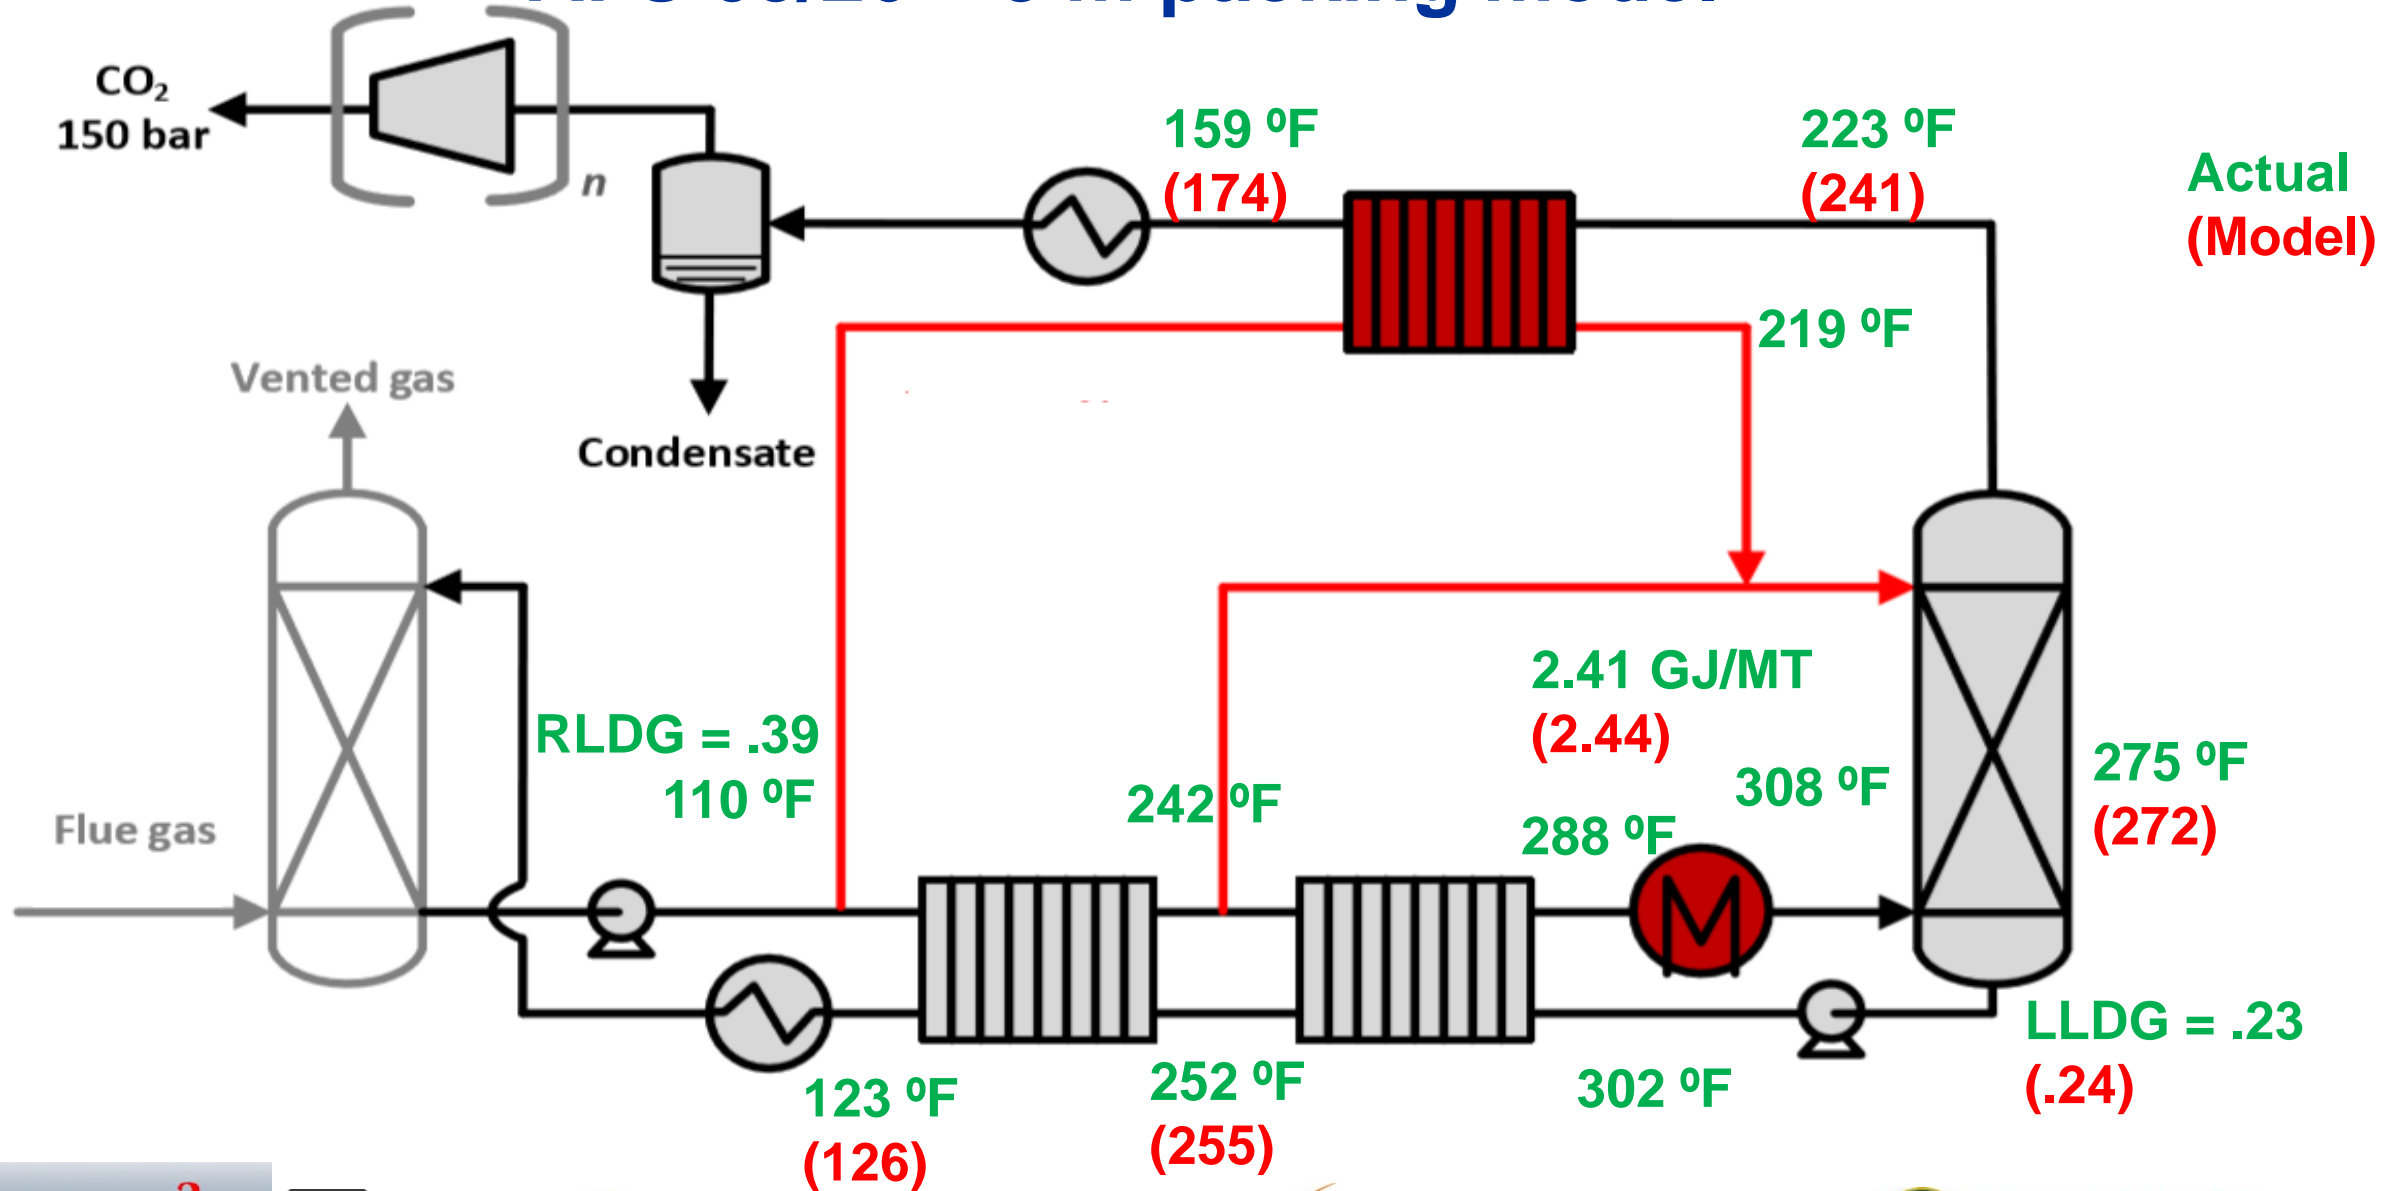 packing
CO₂
150 bar
n
159 ºF
(174)
223 ºF
(241)
Actual
(Model)
219 ºF
Vented gas
Condensate
2.41 GJ/MT
(2.44)
RLDG = .39
110 ºF
242 ºF
308 ºF
275 ºF
(272)
288 ºF
Flue gas
LLDG = .23
(.24)
123 ºF
(126)
252 ºF
(255)
302 ºF